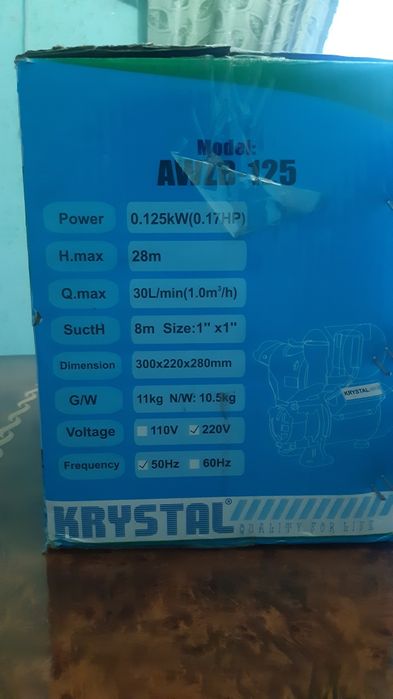 Model:
AWZB-125
Power 0.125kW(0.17HP)
H.max 28m
Q.max 30L/min(1.0m³/h)
SuctH 8m Size:1" x1"
Dimension 300x220x280mm
G/W 11kg N/W: 10.5kg
Voltage 110V ✓ 220V
Frequency ✓ 50Hz 60Hz
KRYSTAL
KRYSTAL®
QUALITY FOR LIFE